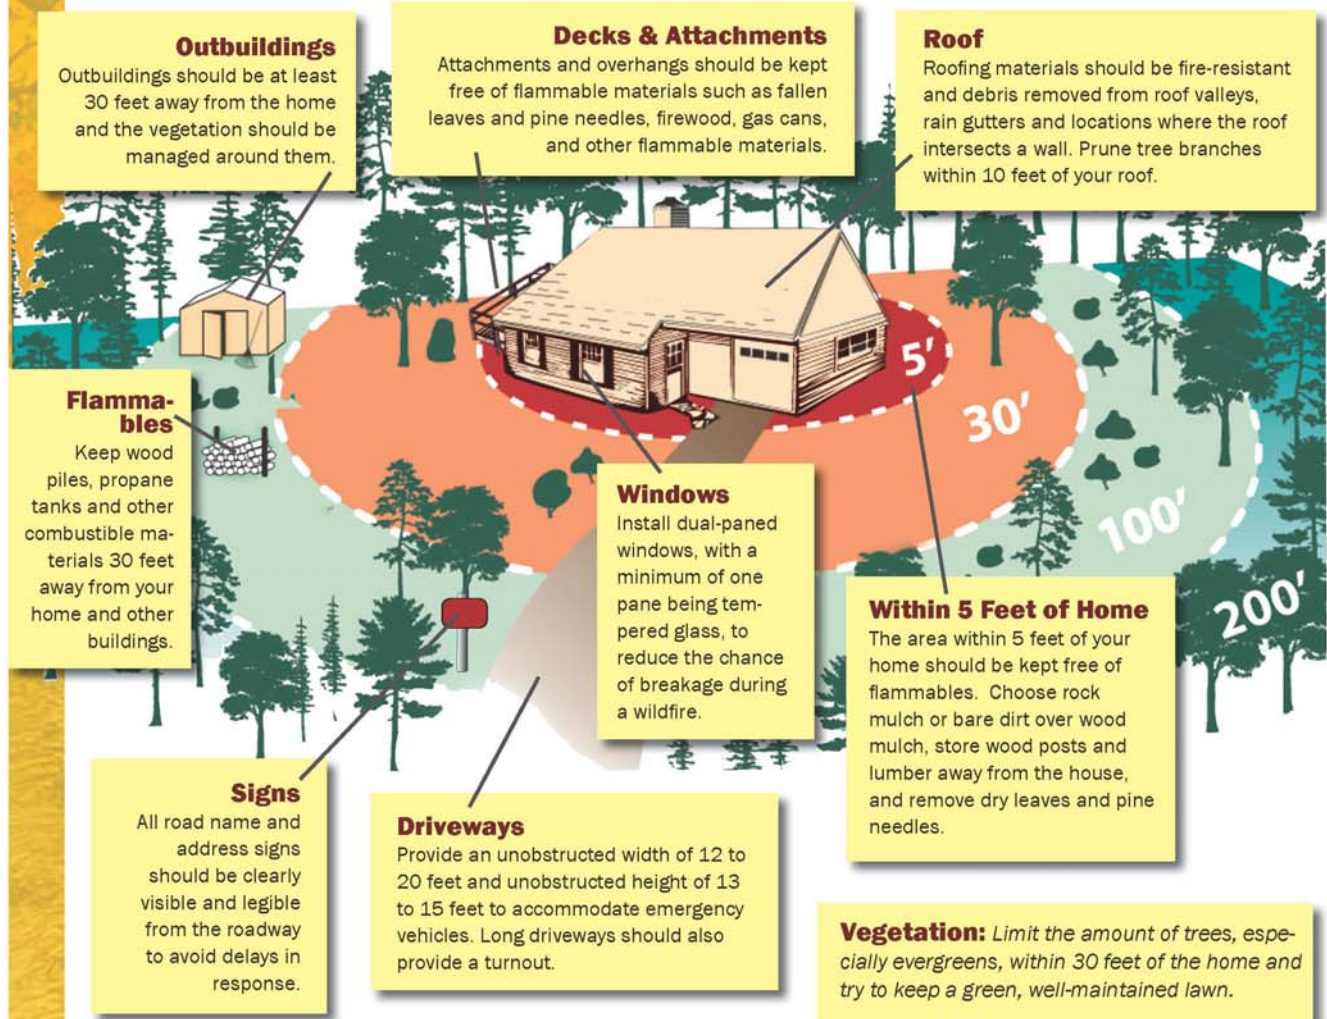 Outbuildings
Outbuildings should be at least
30 feet away from the home
and the vegetation should be
managed around them.
Decks & Attachments
Attachments and overhangs should be kept
free of flammable materials such as fallen
leaves and pine needles, firewood, gas cans,
and other flammable materials.
Roof
Roofing materials should be fire-resistant
and debris removed from roof valleys,
rain gutters and locations where the roof
intersects a wall. Prune tree branches
within 10 feet of your roof.
5'
30'
100'
200'
Flamma-
bles
Keep wood
piles, propane
tanks and other
combustible ma-
terials 30 feet
away from your
home and other
buildings.
Windows
Install dual-paned
windows, with a
minimum of one
pane being tem-
pered glass, to
reduce the chance
of breakage during
a wildfire.
Within 5 Feet of Home
The area within 5 feet of your
home should be kept free of
flammables. Choose rock
mulch or bare dirt over wood
mulch, store wood posts and
lumber away from the house,
and remove dry leaves and pine
needles.
Signs
All road name and
address signs
should be clearly
visible and legible
from the roadway
to avoid delays in
response.
Driveways
Provide an unobstructed width of 12 to
20 feet and unobstructed height of 13
to 15 feet to accommodate emergency
vehicles. Long driveways should also
provide a turnout.
Vegetation: Limit the amount of trees, espe-
cially evergreens, within 30 feet of the home and
try to keep a green, well-maintained lawn.